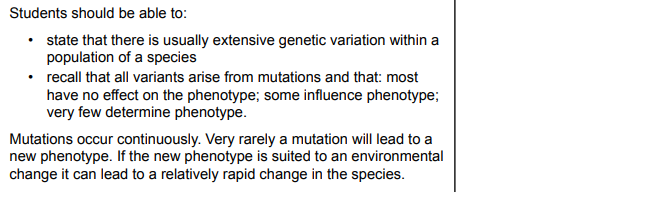 Students should be able to:
• state that there is usually extensive genetic variation within a
population of a species
• recall that all variants arise from mutations and that: most
have no effect on the phenotype; some influence phenotype;
very few determine phenotype.
Mutations occur continuously. Very rarely a mutation will lead to a
new phenotype. If the new phenotype is suited to an environmental
change it can lead to a relatively rapid change in the species.